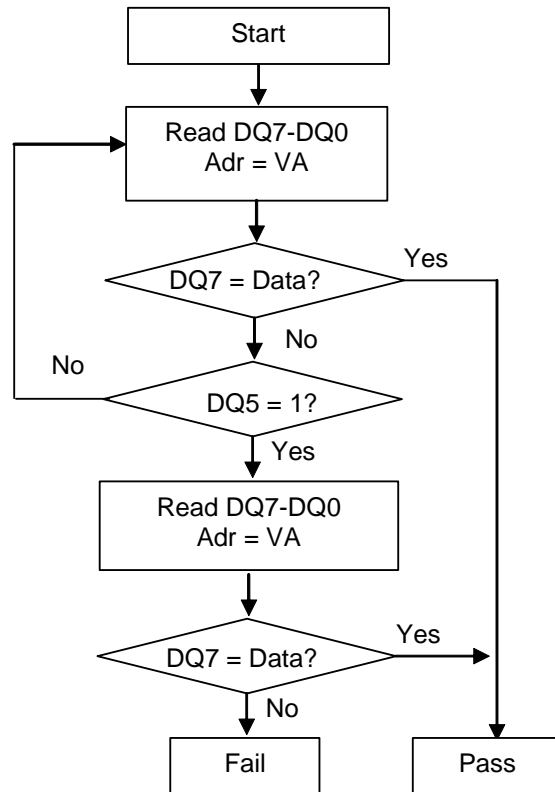 Start
Read DQ7-DQ0
Adr = VA
DQ7 = Data?
Yes
No
No
DQ5 = 1?
Yes
Read DQ7-DQ0
Adr = VA
DQ7 = Data?
Yes
No
Fail
Pass